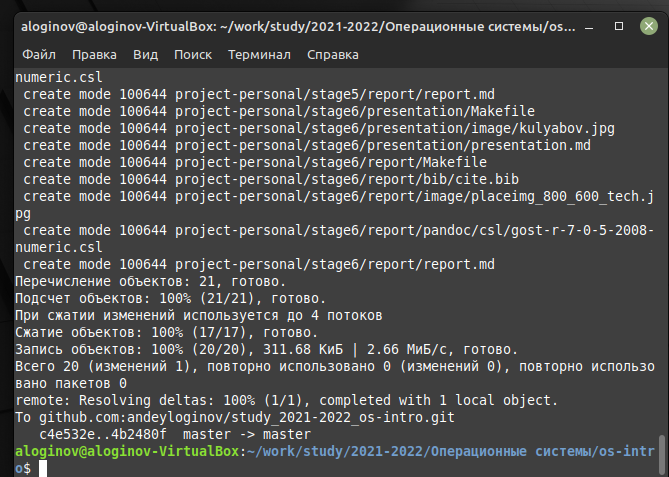 aloginov@aloginov-VirtualBox: ~/work/study/2021-2022/Операционные системы/os...
Файл Правка Вид Поиск Терминал Справка
numeric.csl
 create mode 100644 project-personal/stage5/report/report.md
 create mode 100644 project-personal/stage6/presentation/Makefile
 create mode 100644 project-personal/stage6/presentation/image/kulyabov.jpg
 create mode 100644 project-personal/stage6/presentation/presentation.md
 create mode 100644 project-personal/stage6/report/Makefile
 create mode 100644 project-personal/stage6/report/bib/cite.bib
 create mode 100644 project-personal/stage6/report/image/placeimg_800_600_tech.j
pg
 create mode 100644 project-personal/stage6/report/pandoc/csl/gost-r-7-0-5-2008-
numeric.csl
 create mode 100644 project-personal/stage6/report/report.md
Перечисление объектов: 21, готово.
Подсчет объектов: 100% (21/21), готово.
При сжатии изменений используется до 4 потоков
Сжатие объектов: 100% (17/17), готово.
Запись объектов: 100% (20/20), 311.68 КиБ | 2.66 МиБ/с, готово.
Всего 20 (изменений 1), повторно использовано 0 (изменений 0), повторно использо
вано пакетов 0
remote: Resolving deltas: 100% (1/1), completed with 1 local object.
To github.com:andeyloginov/study_2021-2022_os-intro.git
   c4e532e..4b2480f  master -> master
aloginov@aloginov-VirtualBox:~/work/study/2021-2022/Операционные системы/os-intr
o$